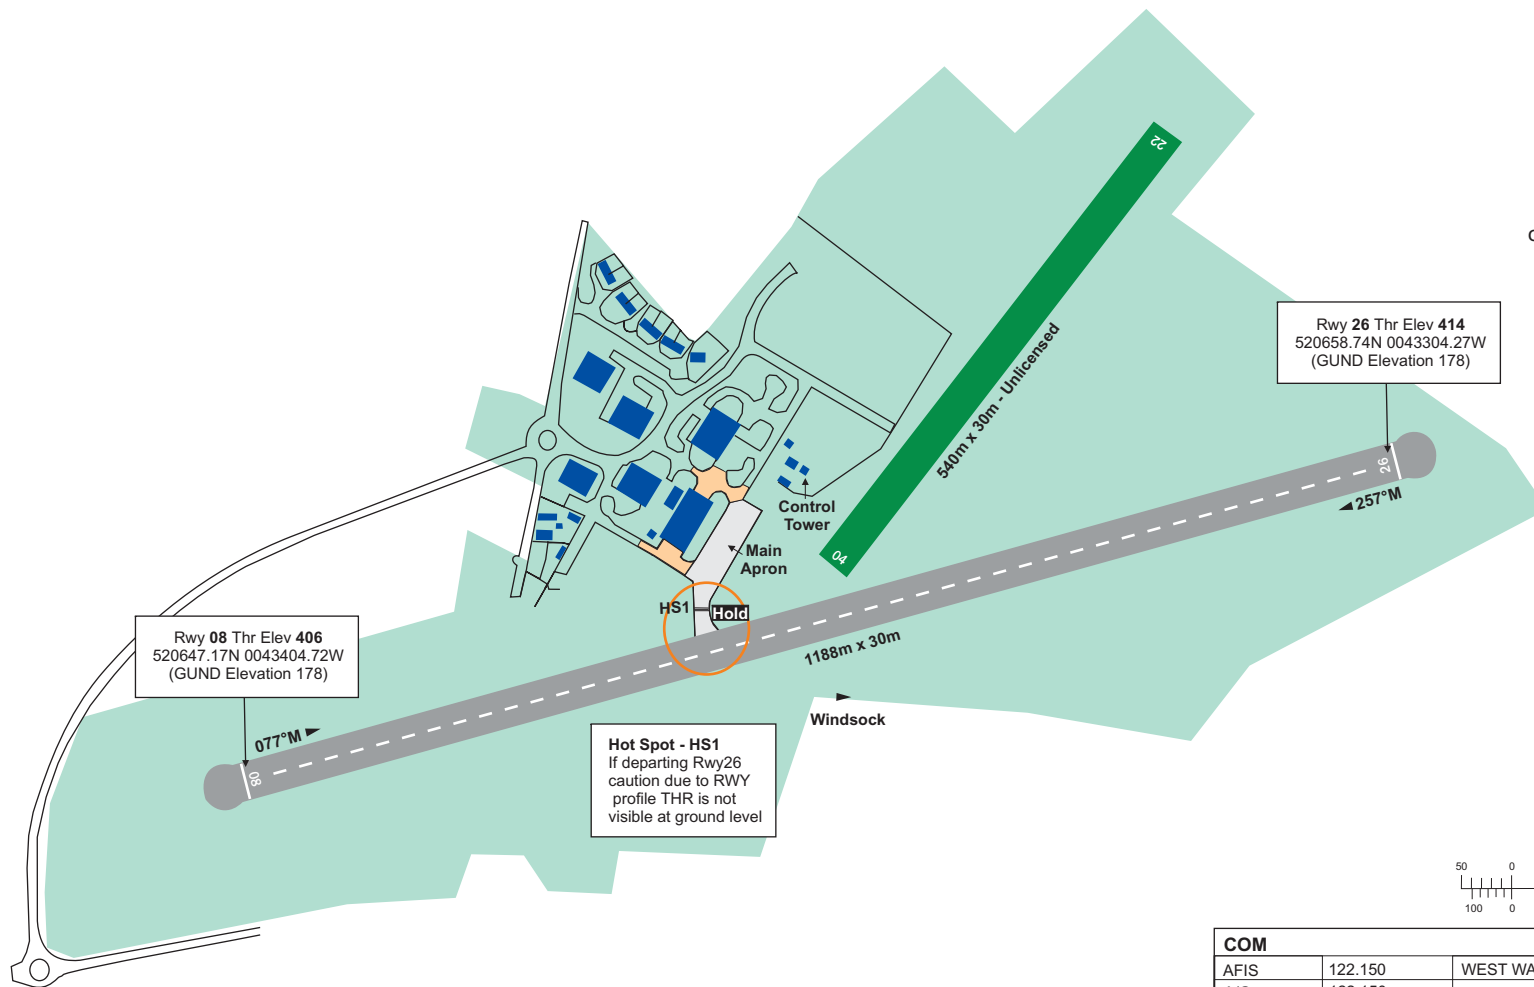 22
Rwy 26 Thr Elev 414
520658.74N 0043304.27W
(GUND Elevation 178)
540m x 30m - Unlicensed
26
257°M
Control
Tower
04
Main
Apron
HS1
Hold
1188m x 30m
Rwy 08 Thr Elev 406
520647.17N 0043404.72W
(GUND Elevation 178)
Windsock
077°M
08
Hot Spot - HS1
If departing Rwy26
caution due to RWY
profile THR is not
visible at ground level
50 0
100 0
COM
AFIS 122.150 WEST WA